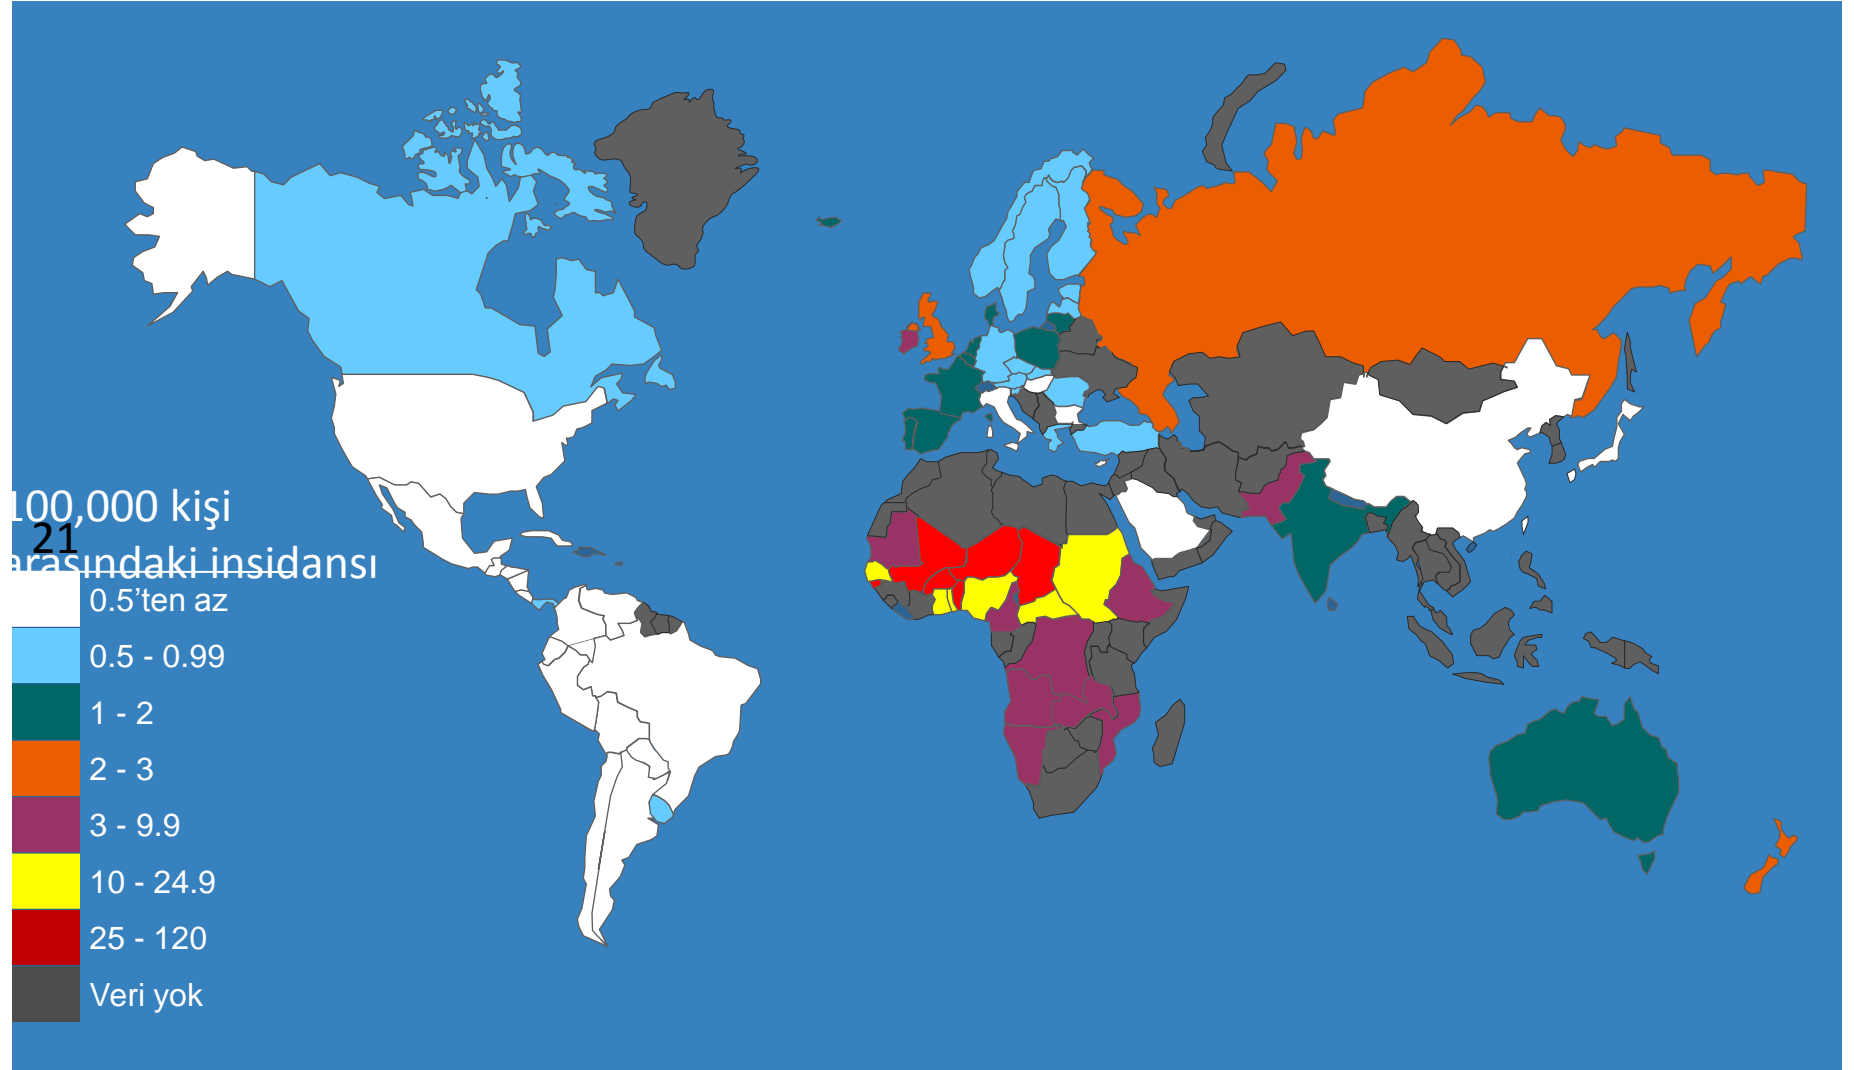 100,000 kişi
21
arasındaki insidansı
0.5’ten az
0.5 - 0.99
1 - 2
2 - 3
3 - 9.9
10 - 24.9
25 - 120
Veri yok